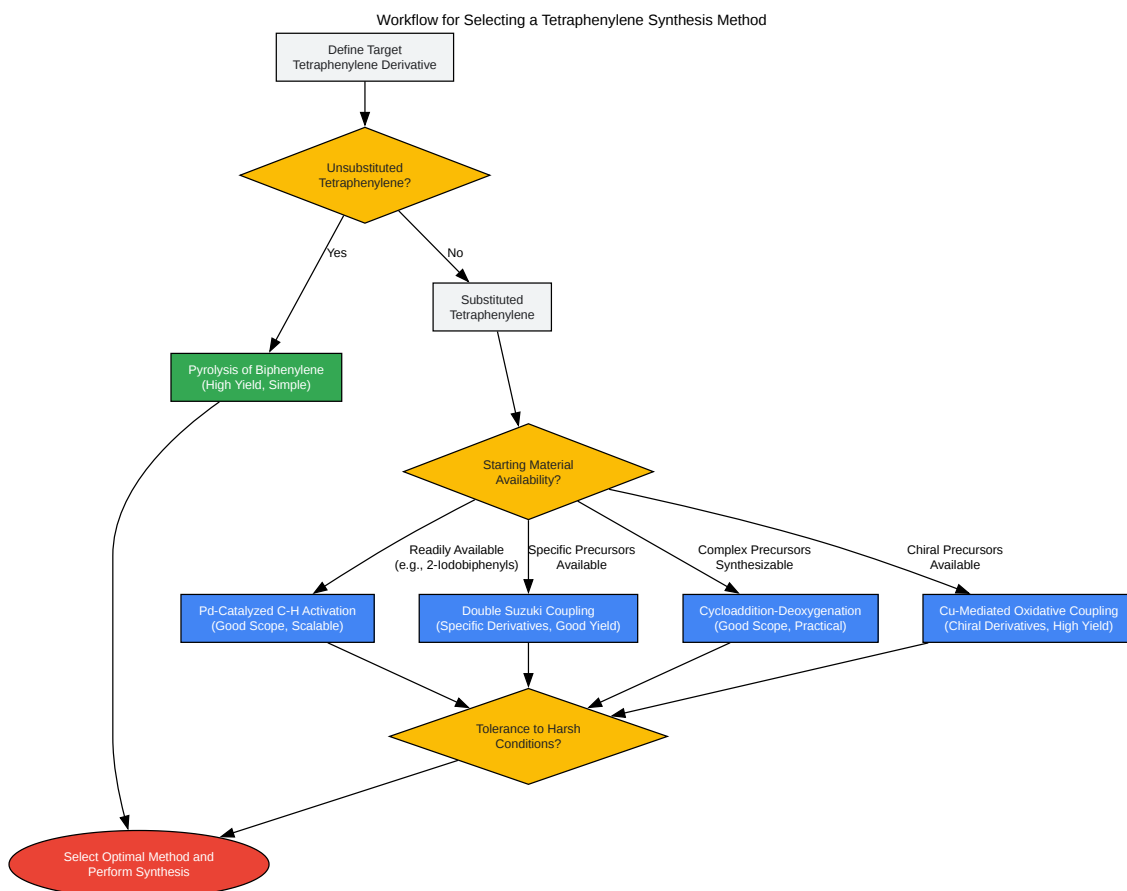 Workflow for Selecting a Tetraphenylene Synthesis Method
Define Target
Tetraphenylene Derivative
Unsubstituted
Tetraphenylene?
Yes
No
Substituted
Tetraphenylene
Pyrolysis of Biphenylene
(High Yield, Simple)
Starting Material
Availability?
Readily Available
(e.g., 2-Iodobiphenyls)
Specific Precursors
Available
Complex Precursors
Synthesizable
Chiral Precursors
Available
Pd-Catalyzed C-H Activation
(Good Scope, Scalable)
Double Suzuki Coupling
(Specific Derivatives, Good Yield)
Cycloaddition-Deoxygenation
(Good Scope, Practical)
Cu-Mediated Oxidative Coupling
(Chiral Derivatives, High Yield)
Tolerance to Harsh
Conditions?
Select Optimal Method and
Perform Synthesis